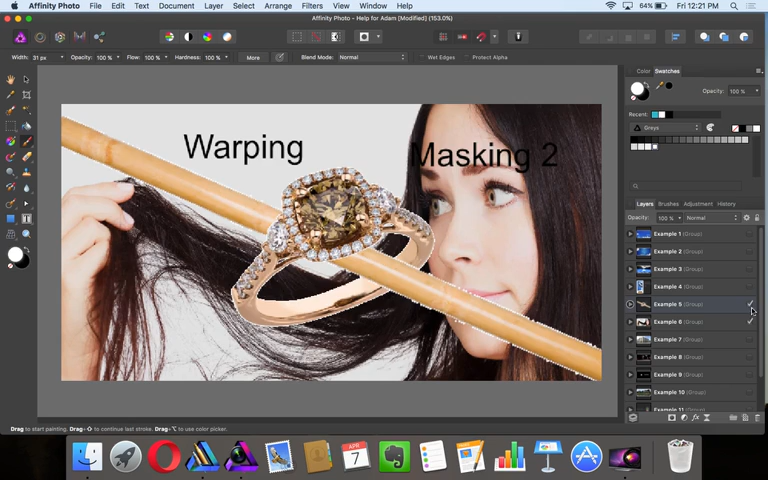 Affinity Photo File Edit Text Document Layer Select Arrange Filters View Window Help 64% Fri 12:21 PM
Affinity Photo - Help for Adam [Modified] (153.0%)
Width: 31 px Opacity: 100 % Flow: 100 % Hardness: 100 % More Blend Mode: Normal Wet Edges Protect Alpha
Color Swatches
Opacity: 100 %
Recent:
Greys
Warping
Masking 2
Layers Brushes Adjustment History
Opacity: 100 % Normal
Example 1 (Group)
Example 2 (Group)
Example 3 (Group)
Example 4 (Group)
Example 5 (Group)
Example 6 (Group)
Example 7 (Group)
Example 8 (Group)
Example 9 (Group)
Example 10 (Group)
Example 11 (Group)
Drag to start painting. Drag+⇧ to continue last stroke. Drag+⌥ to use color picker.
APR
7